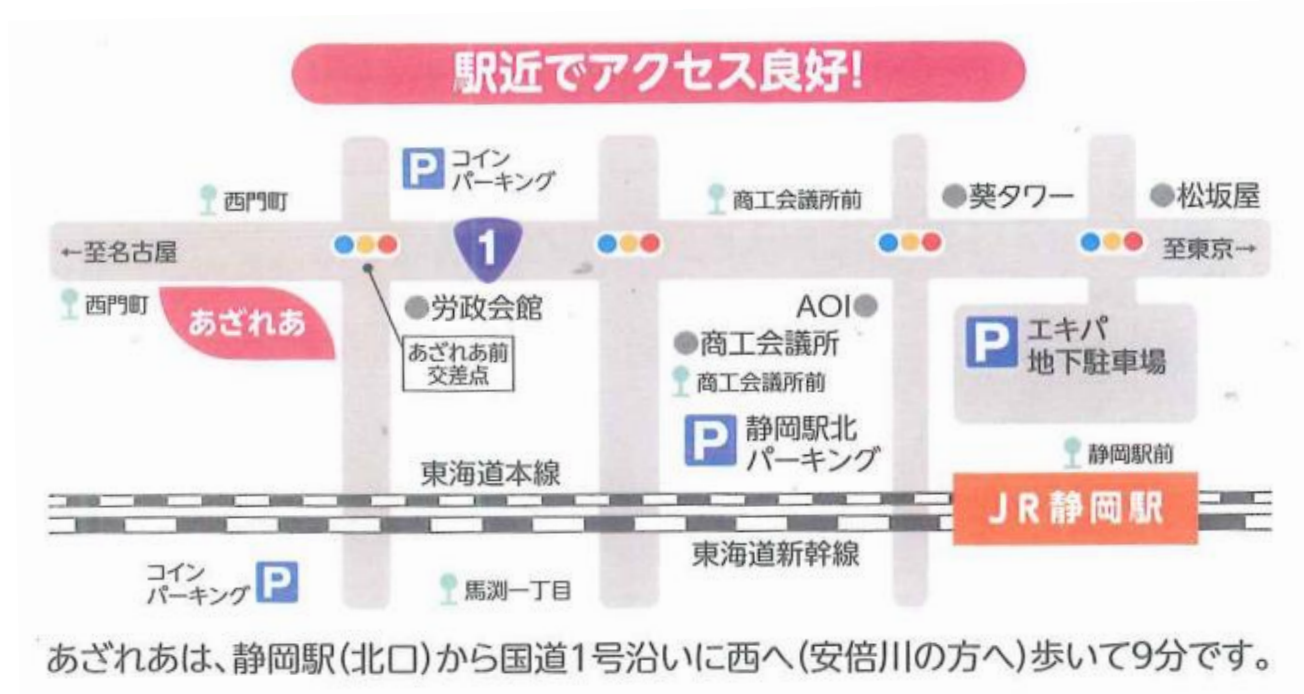 駅近でアクセス良好!
P コイン
パーキング
西門町
商工会議所前
葵タワー
松坂屋
←至名古屋
1
至東京→
西門町
あざれあ
労政会館
あざれあ前
交差点
AOI
商工会議所
商工会議所前
P エキパ
地下駐車場
P 静岡駅北
パーキング
静岡駅前
東海道本線
JR静岡駅
東海道新幹線
コイン
パーキング P
馬渕一丁目
あざれあは、静岡駅(北口)から国道1号沿いに西へ(安倍川の方へ)歩いて9分です。